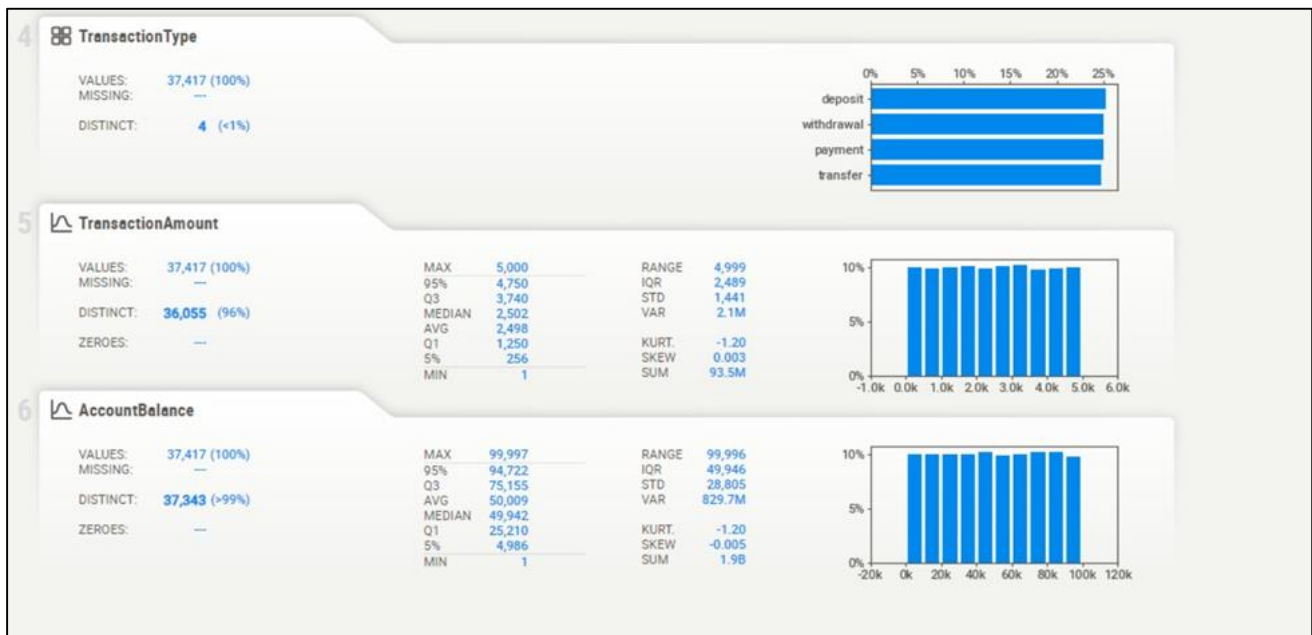 4 TransactionType
VALUES: 37,417 (100%)
MISSING: ---
DISTINCT: 4 (<1%)
0% 5% 10% 15% 20% 25%
deposit
withdrawal
payment
transfer
5 TransactionAmount
VALUES: 37,417 (100%)
MISSING: ---
DISTINCT: 36,055 (96%)
ZEROES: ---
MAX 5,000
95% 4,750
Q3 3,740
MEDIAN 2,502
AVG 2,498
Q1 1,250
5% 256
MIN 1
RANGE 4,999
IQR 2,489
STD 1,441
VAR 2.1M
KURT. -1.20
SKEW 0.003
SUM 93.5M
10%
5%
0%
-1.0k 0.0k 1.0k 2.0k 3.0k 4.0k 5.0k 6.0k
6 AccountBalance
VALUES: 37,417 (100%)
MISSING: ---
DISTINCT: 37,343 (>99%)
ZEROES: ---
MAX 99,997
95% 94,722
Q3 75,155
AVG 50,009
MEDIAN 49,942
Q1 25,210
5% 4,986
MIN 1
RANGE 99,996
IQR 49,946
STD 28,805
VAR 829.7M
KURT. -1.20
SKEW -0.005
SUM 1.9B
10%
5%
0%
-20k 0k 20k 40k 60k 80k 100k 120k